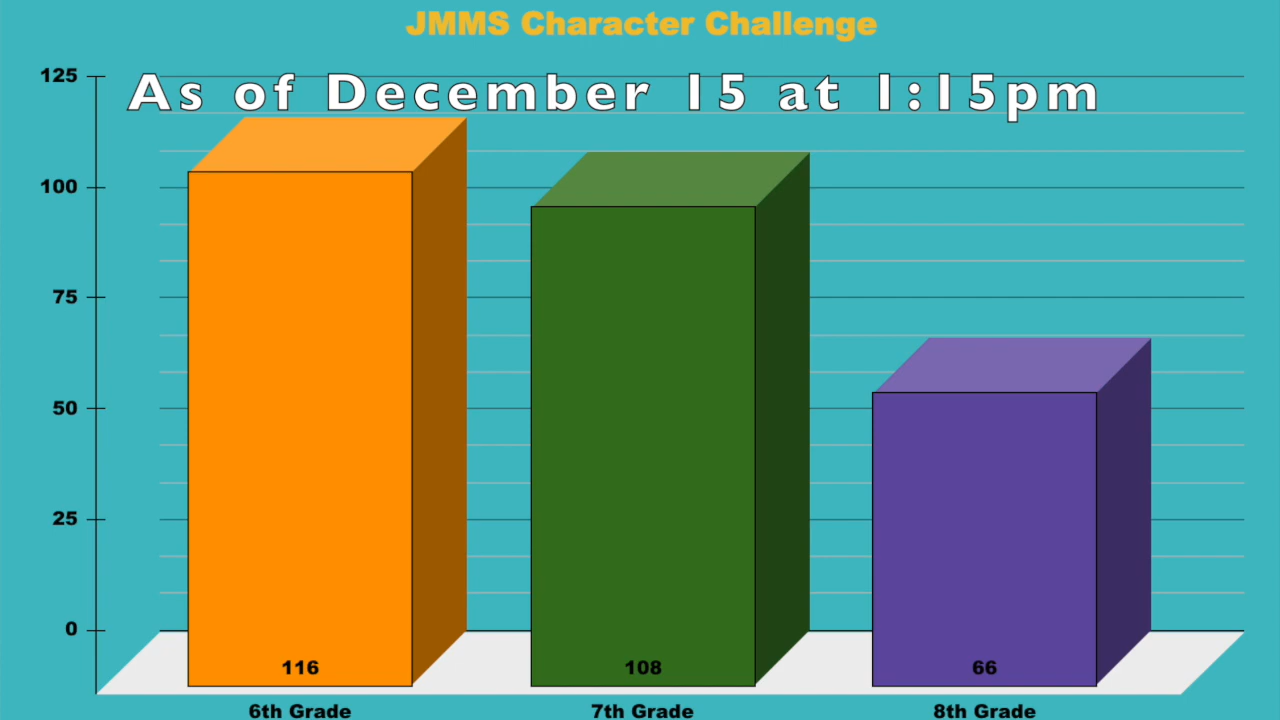 JMMS Character Challenge
As of December 15 at 1:15pm
125
100
75
50
25
0
116 108 66
6th Grade 7th Grade 8th Grade